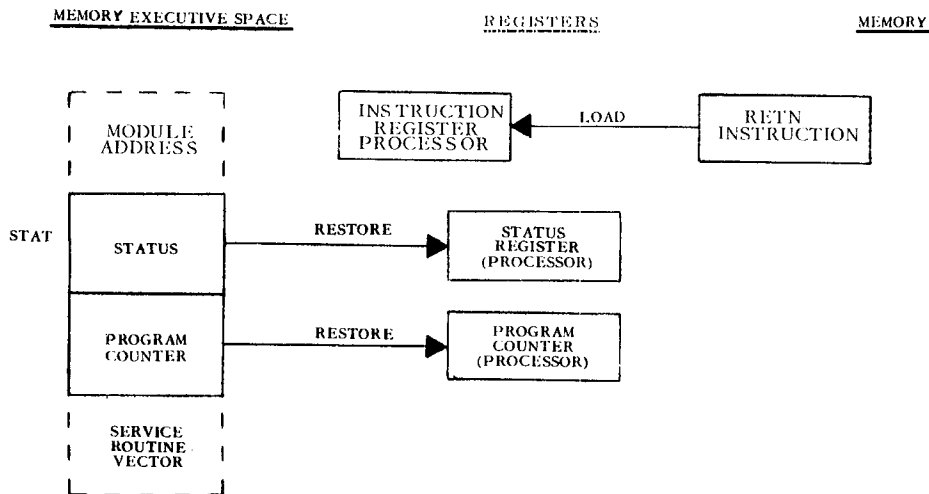 MEMORY EXECUTIVE SPACE
REGISTERS
MEMORY
MODULE
ADDRESS
INSTRUCTION
REGISTER
PROCESSOR
LOAD
RETN
INSTRUCTION
STAT
STATUS
RESTORE
STATUS
REGISTER
(PROCESSOR)
PROGRAM
COUNTER
RESTORE
PROGRAM
COUNTER
(PROCESSOR)
SERVICE
ROUTINE
VECTOR